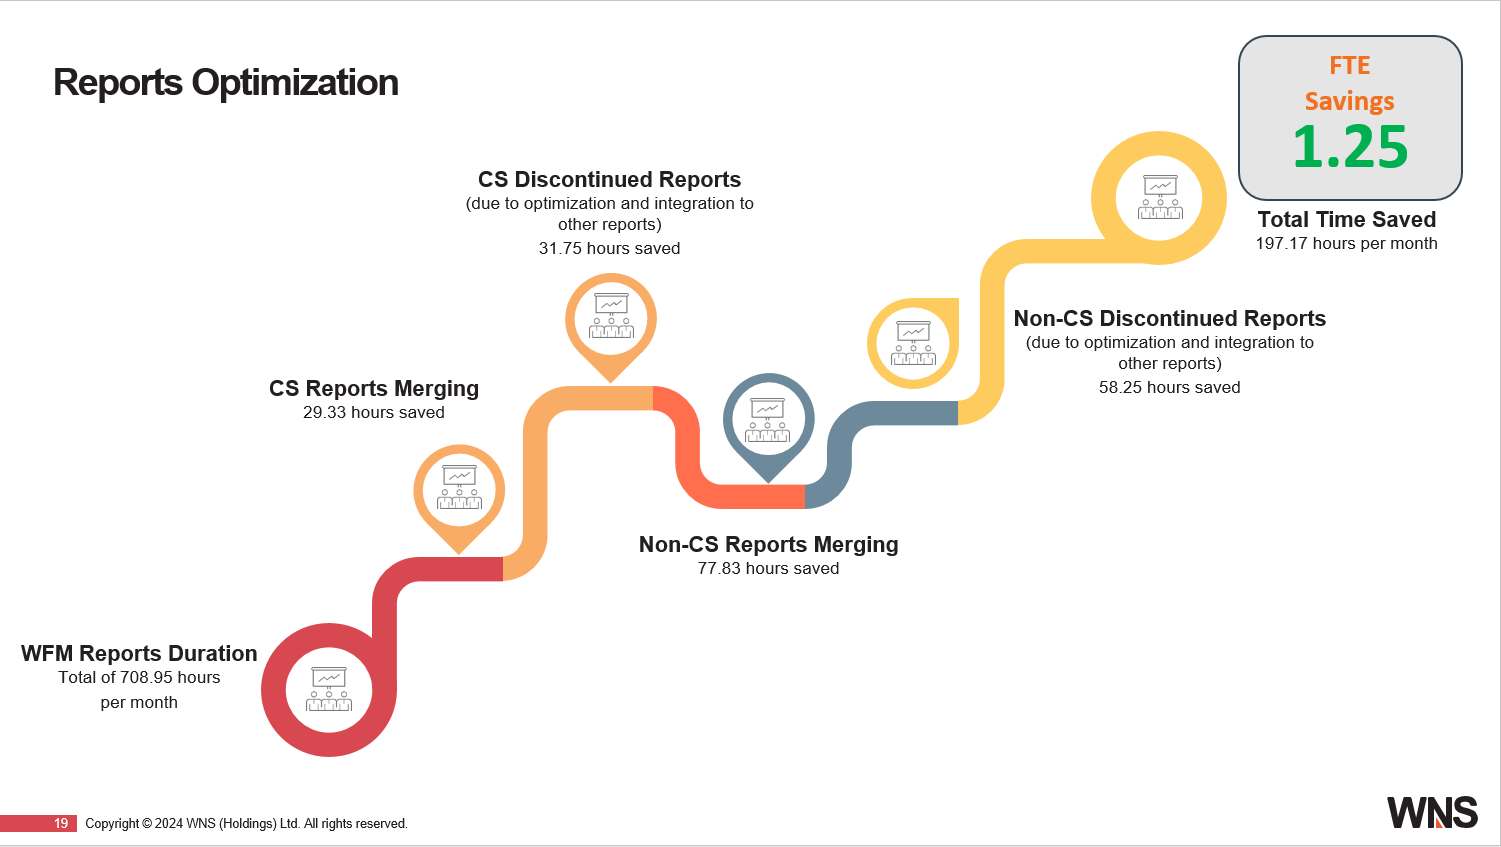 Reports Optimization
FTE
Savings
1.25
Total Time Saved
197.17 hours per month
CS Discontinued Reports
(due to optimization and integration to
other reports)
31.75 hours saved
Non-CS Discontinued Reports
(due to optimization and integration to
other reports)
58.25 hours saved
CS Reports Merging
29.33 hours saved
Non-CS Reports Merging
77.83 hours saved
WFM Reports Duration
Total of 708.95 hours
per month
19
Copyright © 2024 WNS (Holdings) Ltd. All rights reserved.
WNS